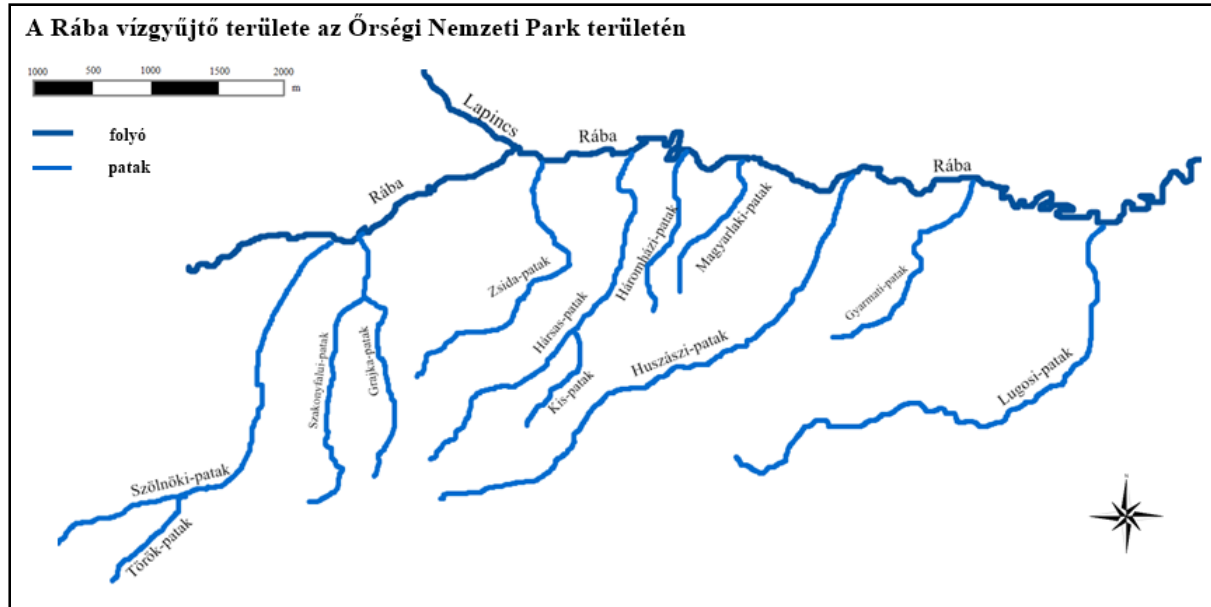 A Rába vízgyűjtő területe az Őrségi Nemzeti Park területén
1000 500 1000 1500 2000
m
folyó
patak
Lapincs
Rába
Rába
Rába
Zsida-patak
Hársas-patak
Háromházi-patak
Magyarlaki-patak
Gyarmati-patak
Szakonyfalui-patak
Grajka-patak
Kis-patak
Huszászi-patak
Lugosi-patak
Szölnöki-patak
Török-patak
N